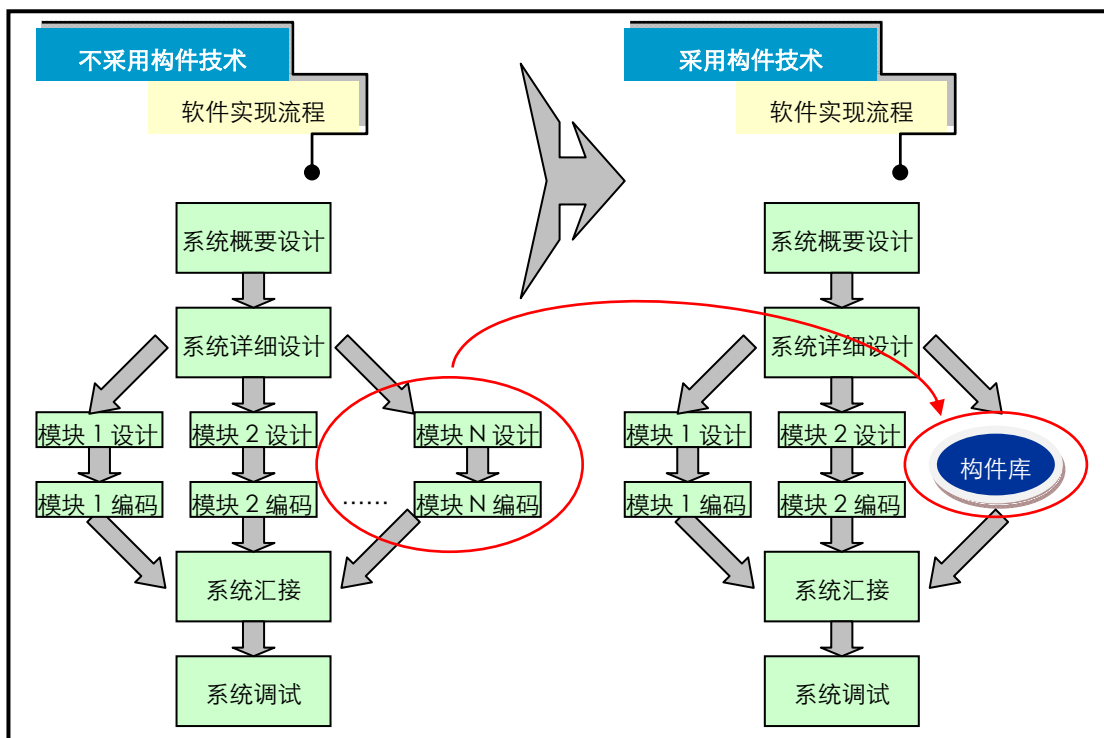 不采用构件技术
软件实现流程
系统概要设计
系统详细设计
模块 1 设计
模块 2 设计
模块 N 设计
模块 1 编码
模块 2 编码
……
模块 N 编码
系统汇接
系统调试
采用构件技术
软件实现流程
系统概要设计
系统详细设计
模块 1 设计
模块 2 设计
构件库
模块 1 编码
模块 2 编码
系统汇接
系统调试